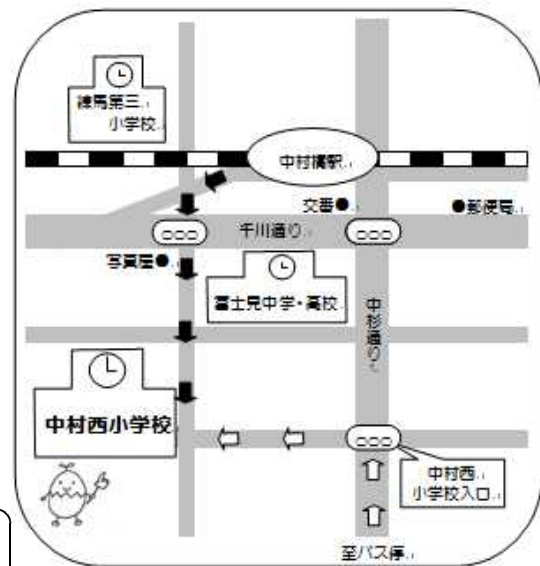 練馬第三
小学校
中村橋駅
交番●
●郵便局
千川通り
写真屋●
富士見中学・高校
中杉通り
中村西小学校
中村西
小学校入口
至バス停